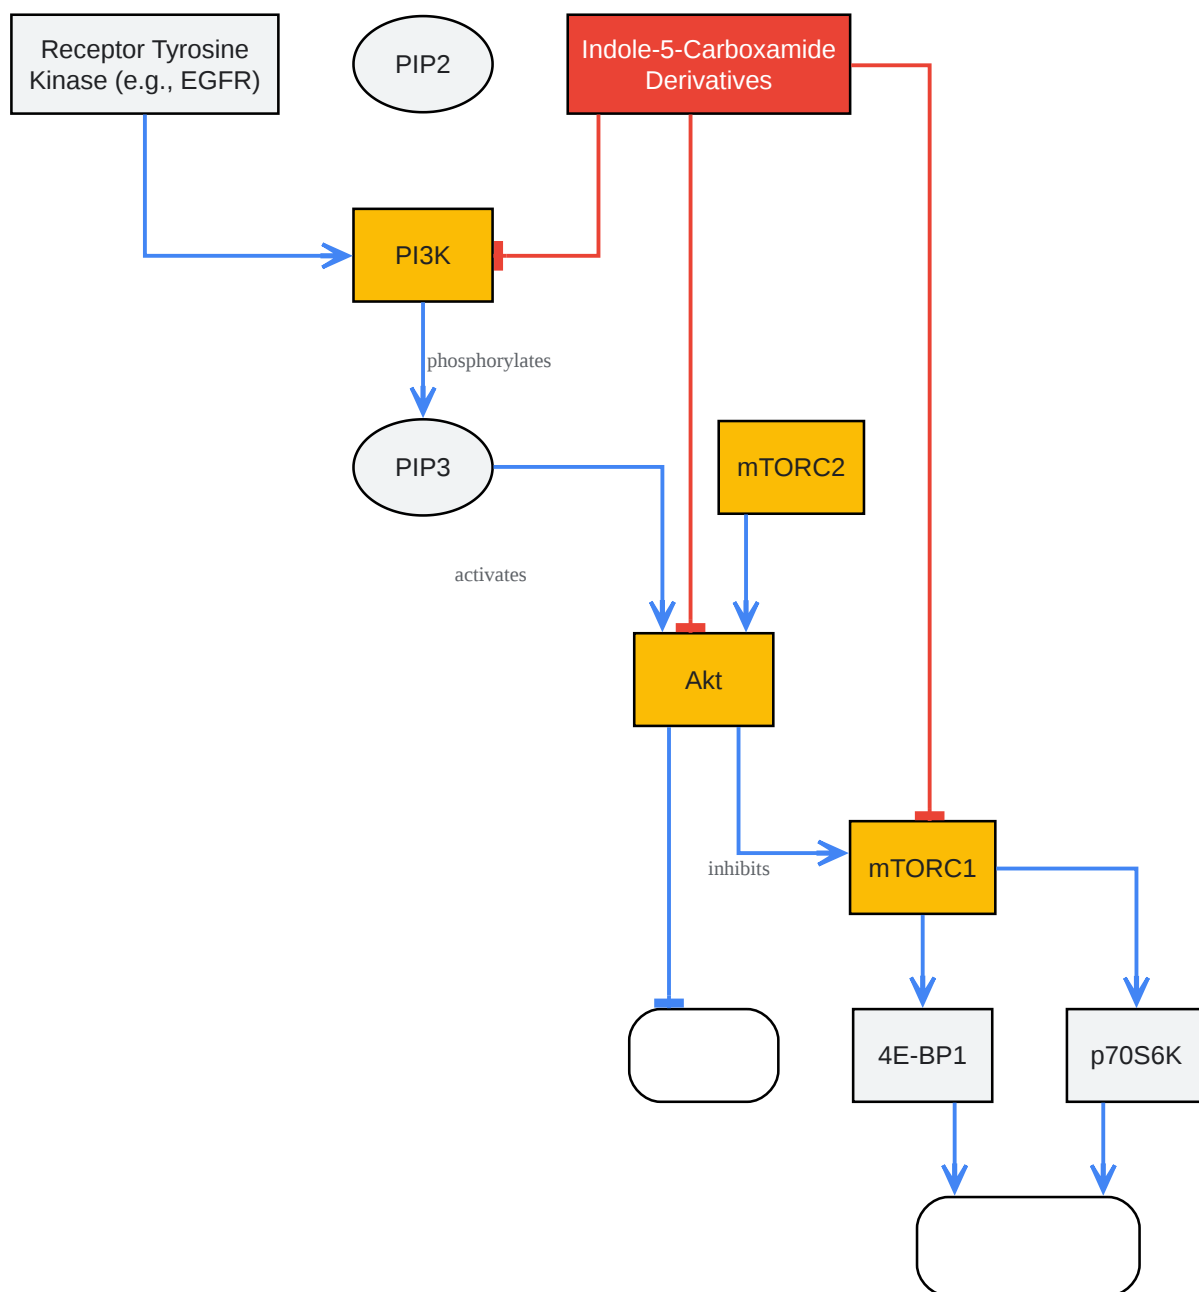 Receptor Tyrosine
Kinase (e.g., EGFR)
PIP2
Indole-5-Carboxamide
Derivatives
PI3K
phosphorylates
PIP3
mTORC2
activates
Akt
inhibits
mTORC1
4E-BP1
p70S6K